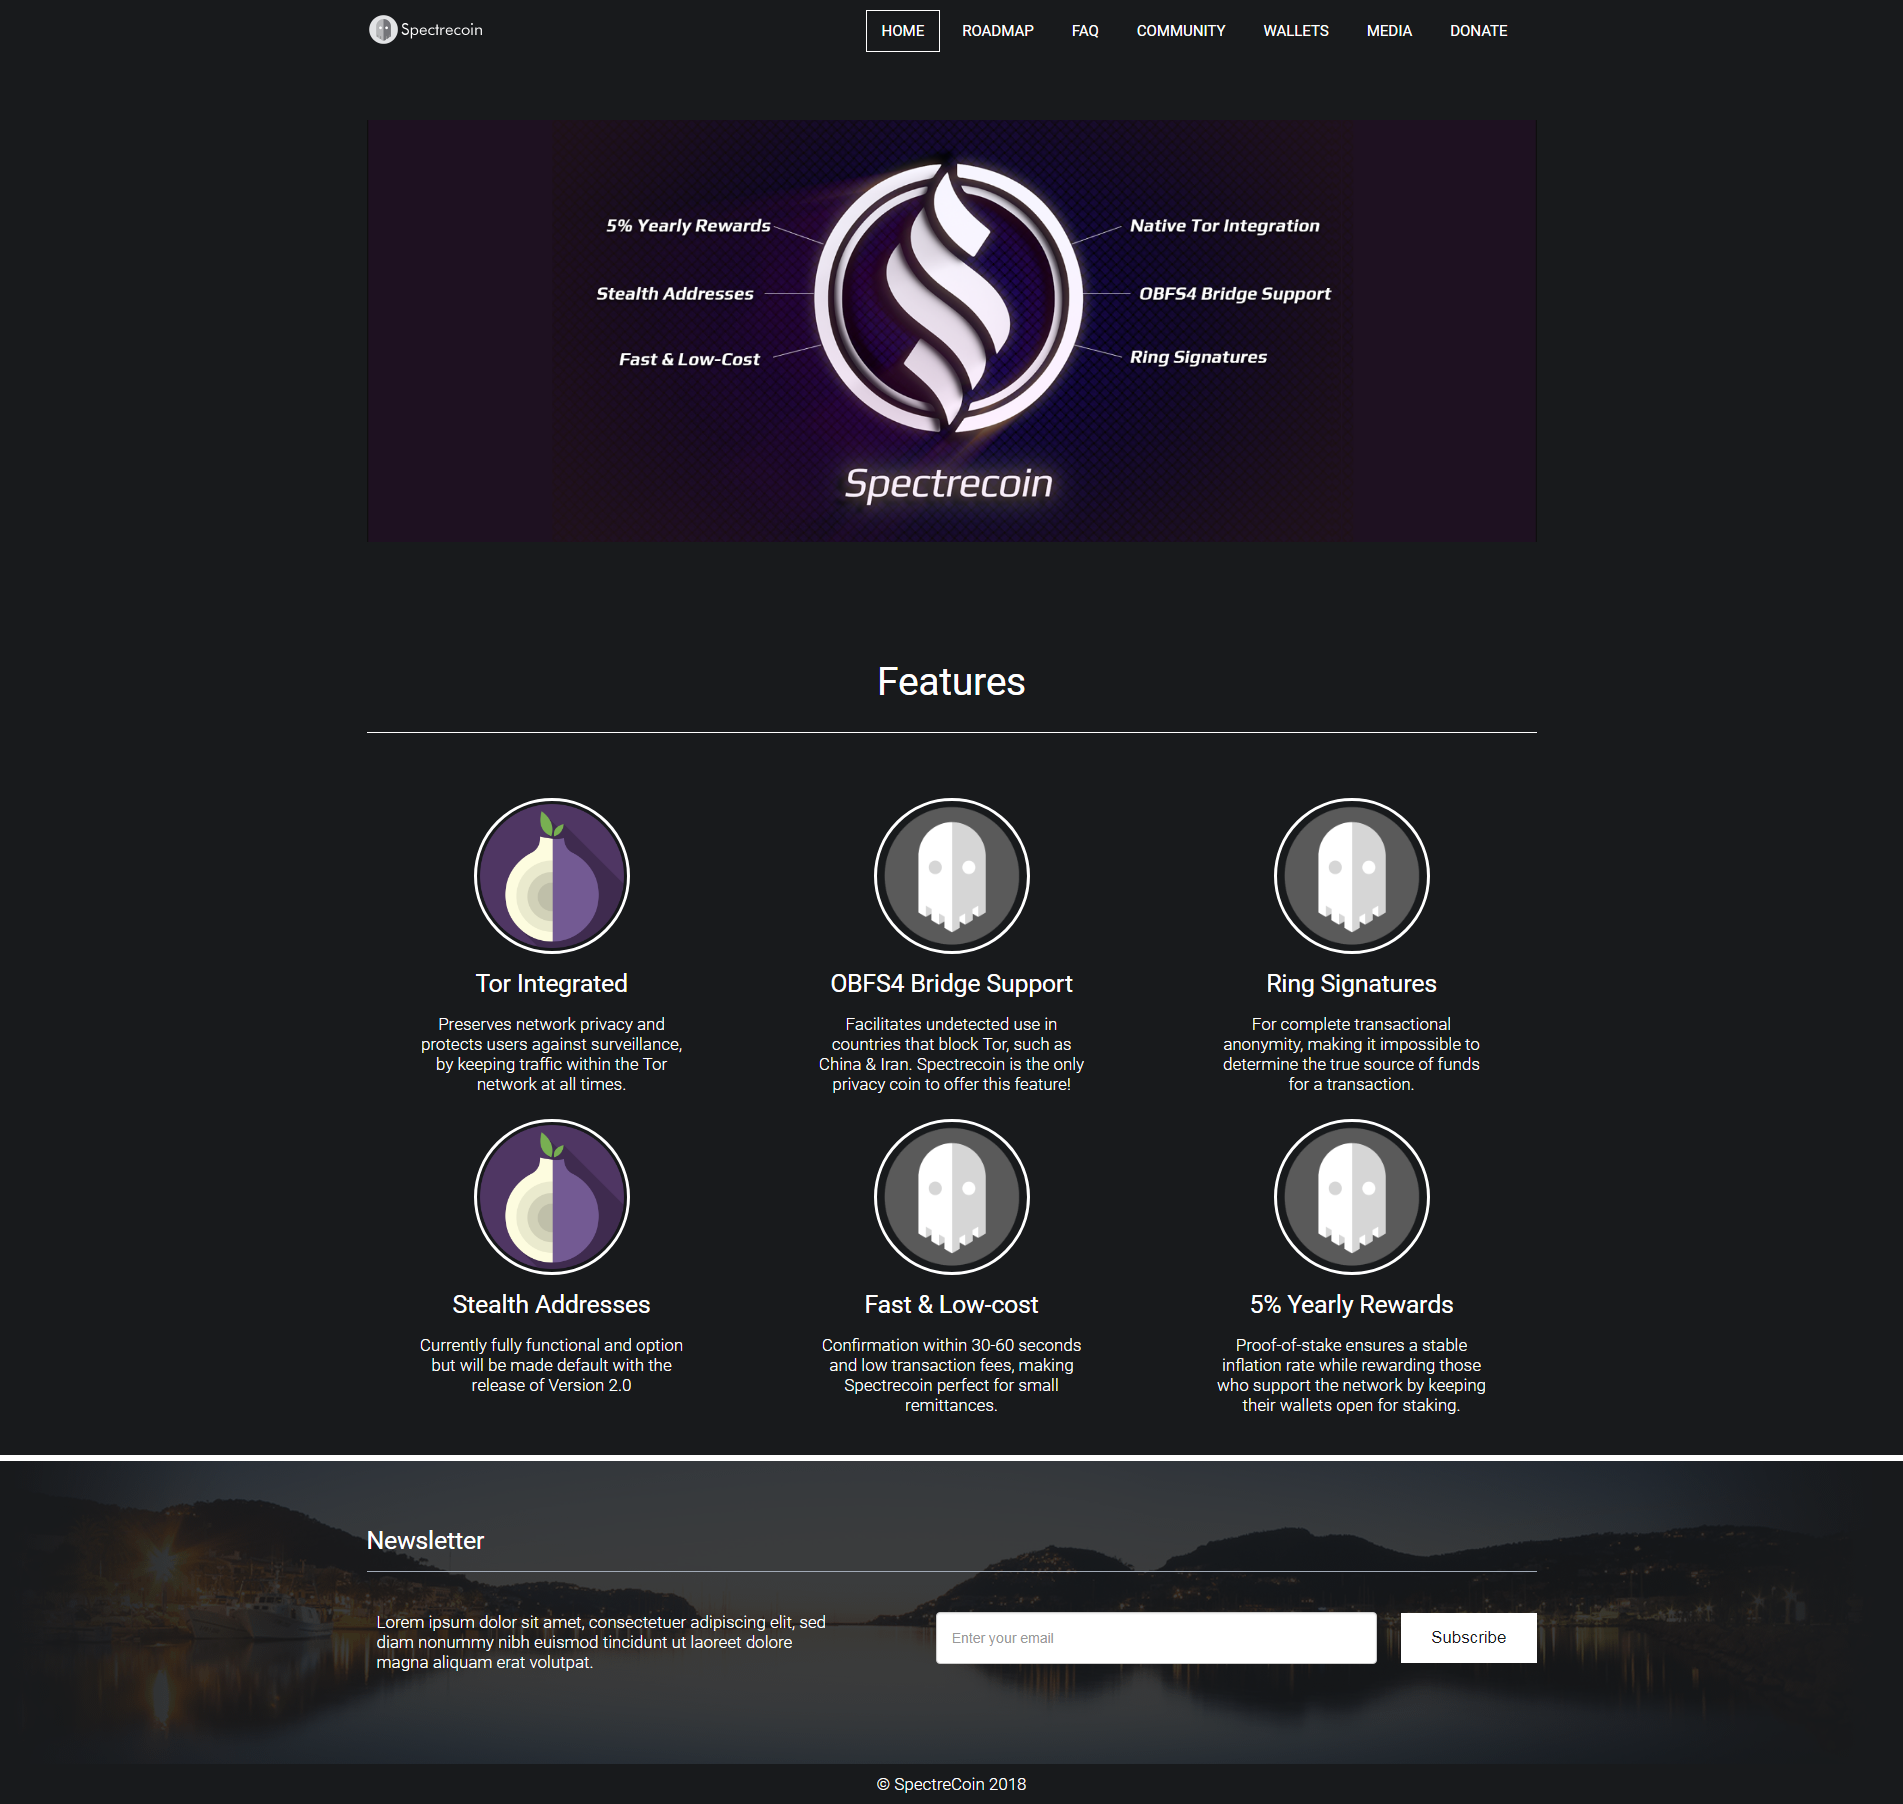 Spectrecoin
HOME ROADMAP FAQ COMMUNITY WALLETS MEDIA DONATE
5% Yearly Rewards
Native Tor Integration
Stealth Addresses
OBFS4 Bridge Support
Fast & Low-Cost
Ring Signatures
Spectrecoin
Features
Tor Integrated
Preserves network privacy and
protects users against surveillance,
by keeping traffic within the Tor
network at all times.
OBFS4 Bridge Support
Facilitates undetected use in
countries that block Tor, such as
China & Iran. Spectrecoin is the only
privacy coin to offer this feature!
Ring Signatures
For complete transactional
anonymity, making it impossible to
determine the true source of funds
for a transaction.
Stealth Addresses
Currently fully functional and option
but will be made default with the
release of Version 2.0
Fast & Low-cost
Confirmation within 30-60 seconds
and low transaction fees, making
Spectrecoin perfect for small
remittances.
5% Yearly Rewards
Proof-of-stake ensures a stable
inflation rate while rewarding those
who support the network by keeping
their wallets open for staking.
Newsletter
Lorem ipsum dolor sit amet, consectetuer adipiscing elit, sed
diam nonummy nibh euismod tincidunt ut laoreet dolore
magna aliquam erat volutpat.
Enter your email
Subscribe
© SpectreCoin 2018